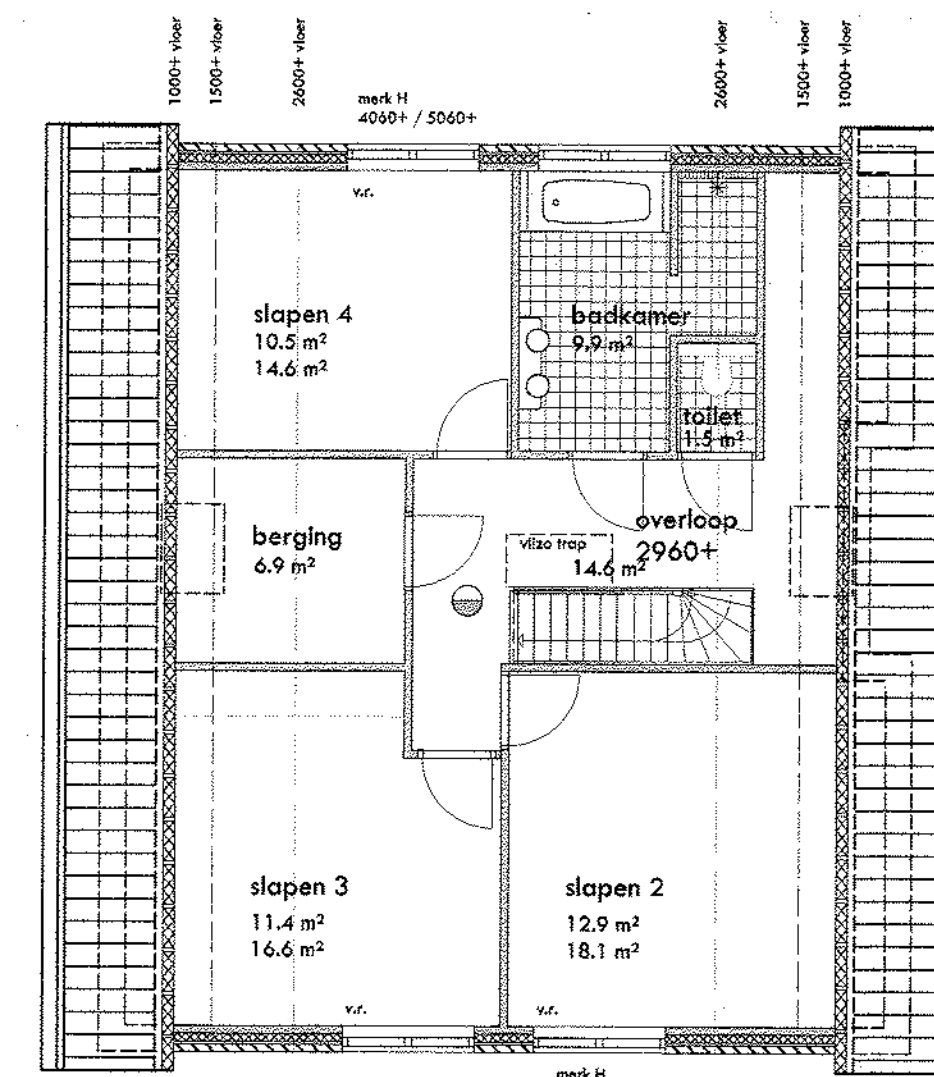 1000+ vloer
1500+ vloer
2600+ vloer
merk H
4060+ / 5060+
2600+ vloer
1500+ vloer
1000+ vloer
v.r.
slapen 4
10.5 m²
14.6 m²
badkamer
9,9 m²
toilet
1.5 m²
berging
6.9 m²
overloop
2960+
vlizo trap
14.6 m²
slapen 3
11.4 m²
16.6 m²
slapen 2
12.9 m²
18.1 m²
v.r.
v.r.
merk H